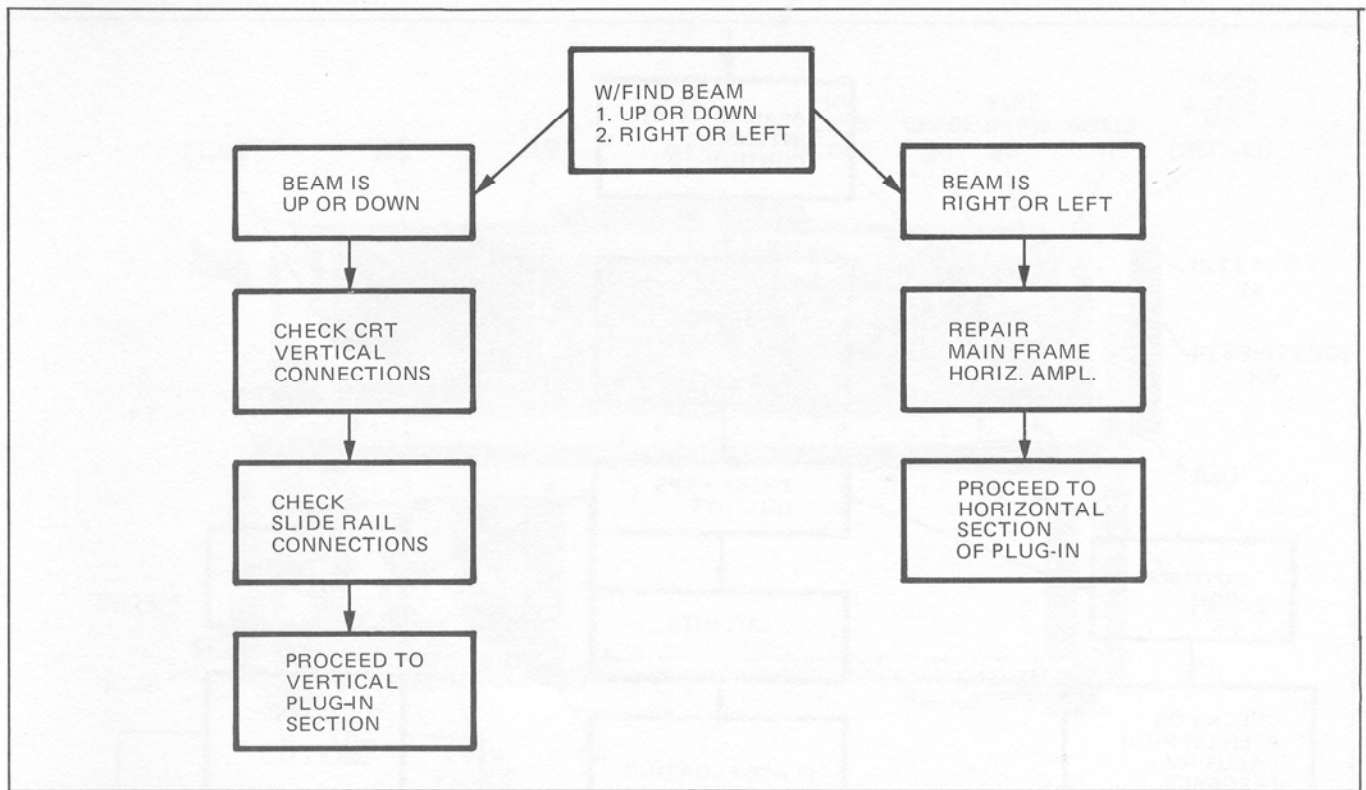 W/FIND BEAM
1. UP OR DOWN
2. RIGHT OR LEFT
BEAM IS
UP OR DOWN
BEAM IS
RIGHT OR LEFT
CHECK CRT
VERTICAL
CONNECTIONS
REPAIR
MAIN FRAME
HORIZ. AMPL.
CHECK
SLIDE RAIL
CONNECTIONS
PROCEED TO
HORIZONTAL
SECTION
OF PLUG-IN
PROCEED TO
VERTICAL
PLUG-IN
SECTION